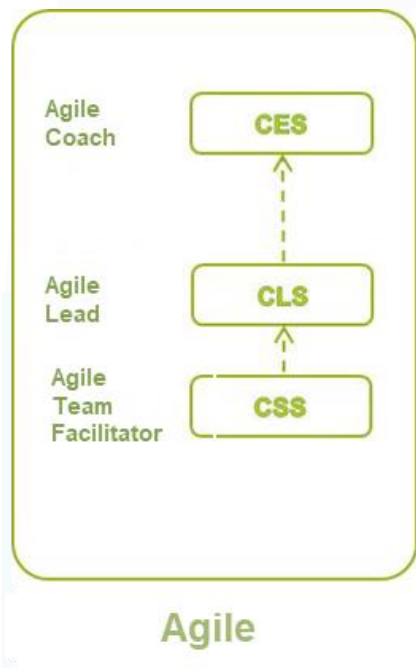 Agile
Coach
CES
Agile
Lead
CLS
Agile
Team
Facilitator
CSS
Agile